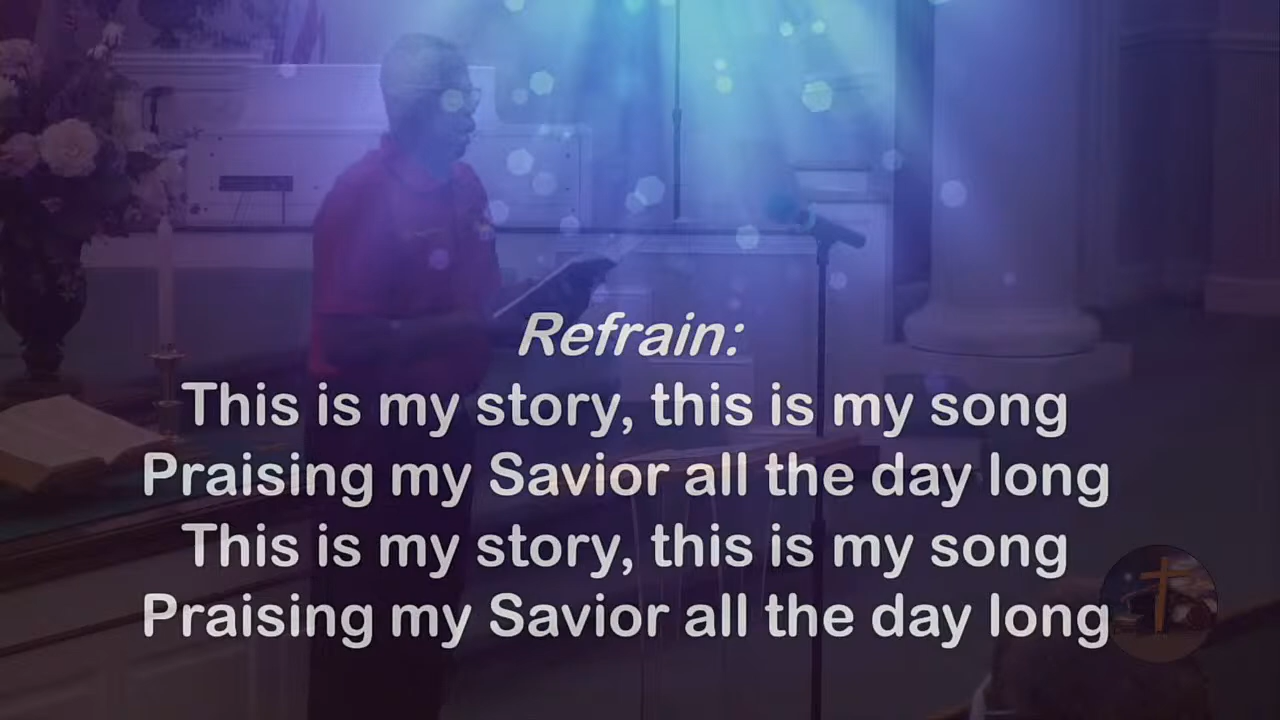 Refrain:
This is my story, this is my song
Praising my Savior all the day long
This is my story, this is my song
Praising my Savior all the day long